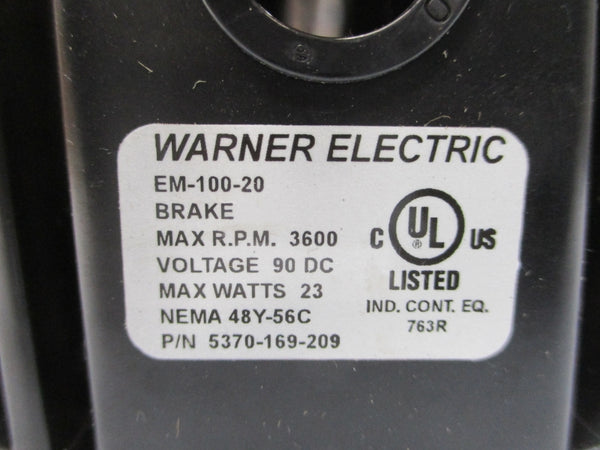 WARNER ELECTRIC
EM-100-20
BRAKE
MAX R.P.M. 3600
VOLTAGE 90 DC
MAX WATTS 23
NEMA 48Y-56C
P/N 5370-169-209
C UL US
®
LISTED
IND. CONT. EQ.
763R